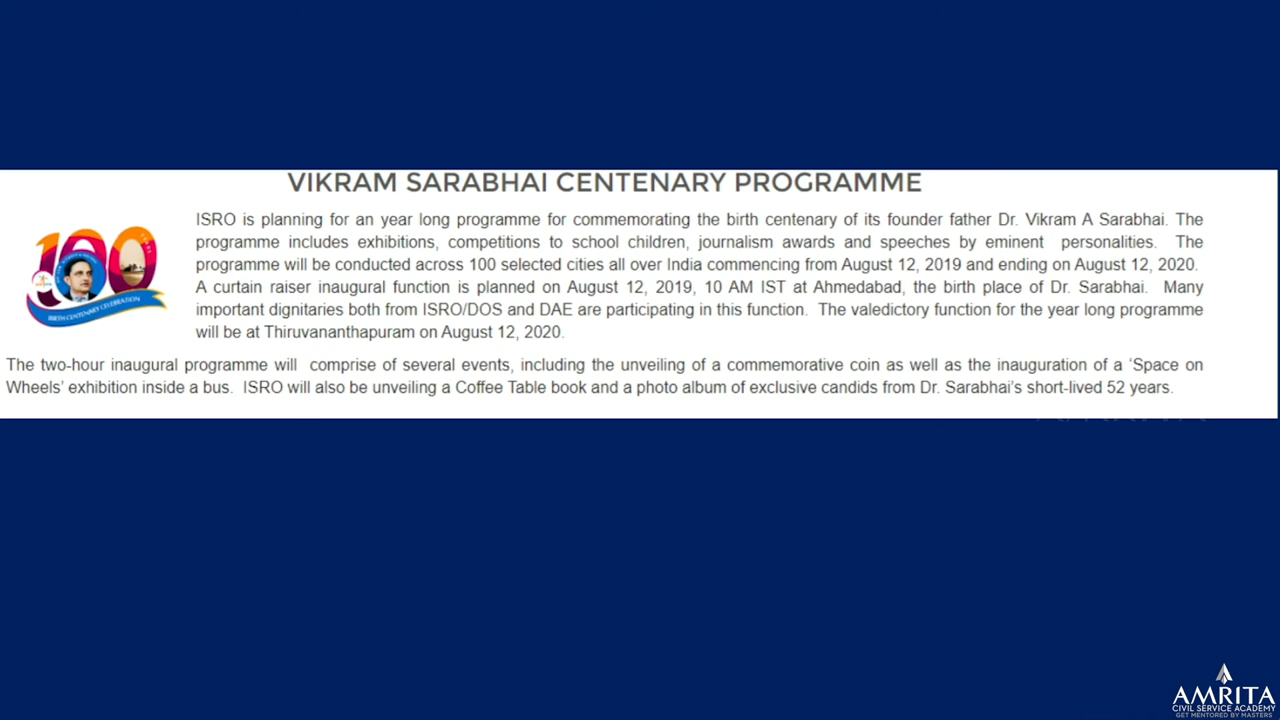 VIKRAM SARABHAI CENTENARY PROGRAMME
ISRO is planning for an year long programme for commemorating the birth centenary of its founder father Dr. Vikram A Sarabhai. The
programme includes exhibitions, competitions to school children, journalism awards and speeches by eminent personalities. The
programme will be conducted across 100 selected cities all over India commencing from August 12, 2019 and ending on August 12, 2020.
A curtain raiser inaugural function is planned on August 12, 2019, 10 AM IST at Ahmedabad, the birth place of Dr. Sarabhai. Many
important dignitaries both from ISRO/DOS and DAE are participating in this function. The valedictory function for the year long programme
will be at Thiruvananthapuram on August 12, 2020.
100
BIRTH CENTENARY CELEBRATION
The two-hour inaugural programme will comprise of several events, including the unveiling of a commemorative coin as well as the inauguration of a ‘Space on
Wheels’ exhibition inside a bus. ISRO will also be unveiling a Coffee Table book and a photo album of exclusive candids from Dr. Sarabhai’s short-lived 52 years.
AMRITA
CIVIL SERVICE ACADEMY
GET MENTORED BY MASTERS